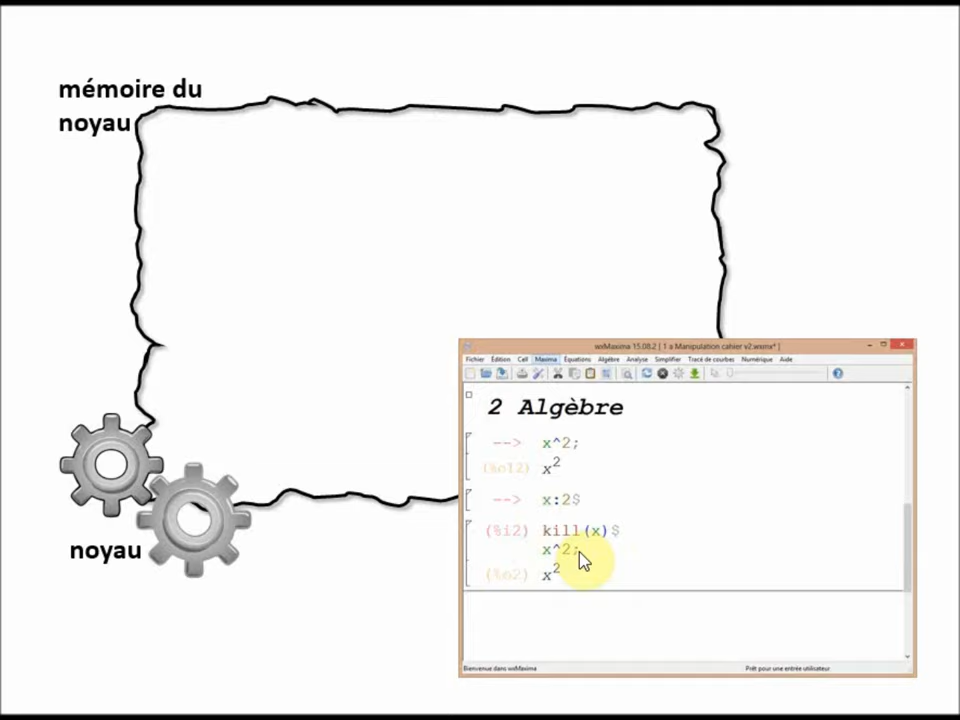 mémoire du
noyau
noyau
wxMaxima 15.08.2 [ 1 a Manipulation cahier v2.wxmx* ]
Fichier Édition Cell Maxima Équations Algèbre Analyse Simplifier Tracé de courbes Numérique Aide
2 Algèbre
--> x^2;
(%o12) x²
--> x:2$
(%i2) kill(x)$
x^2;
(%o2) x²
Bienvenue dans wxMaxima Prêt pour une entrée utilisateur